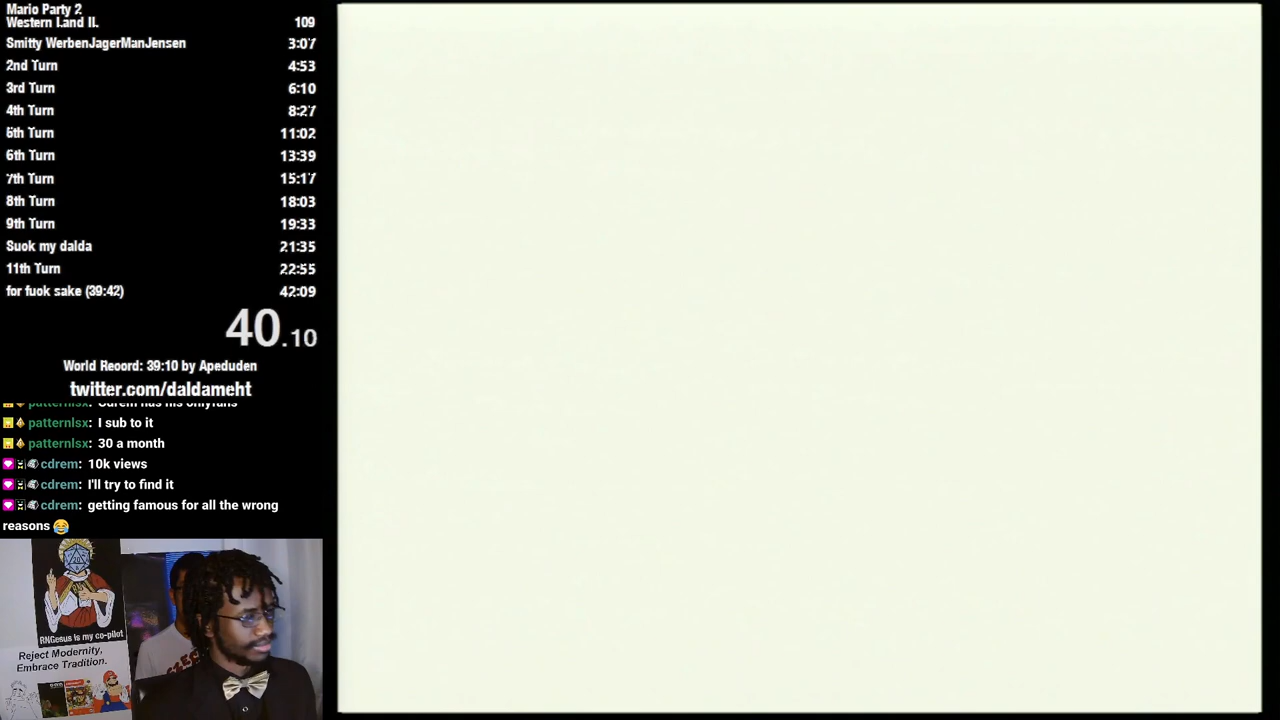 Mario Party 2
Western Land II. 109
Smitty WerbenJagerManJensen 3:07
2nd Turn 4:53
3rd Turn 6:10
4th Turn 8:27
5th Turn 11:02
6th Turn 13:39
7th Turn 15:17
8th Turn 18:03
9th Turn 19:33
Suck my dalda 21:35
11th Turn 22:55
for fuck sake (39:42) 42:09
40.10
World Record: 39:10 by Apeduden
twitter.com/daldameht
patternlsx: Cdrem has his onlyfans
patternlsx: I sub to it
patternlsx: 30 a month
cdrem: 10k views
cdrem: I'll try to find it
cdrem: getting famous for all the wrong
reasons 😂
RNGesus is my co-pilot
Reject Modernity,
Embrace Tradition.